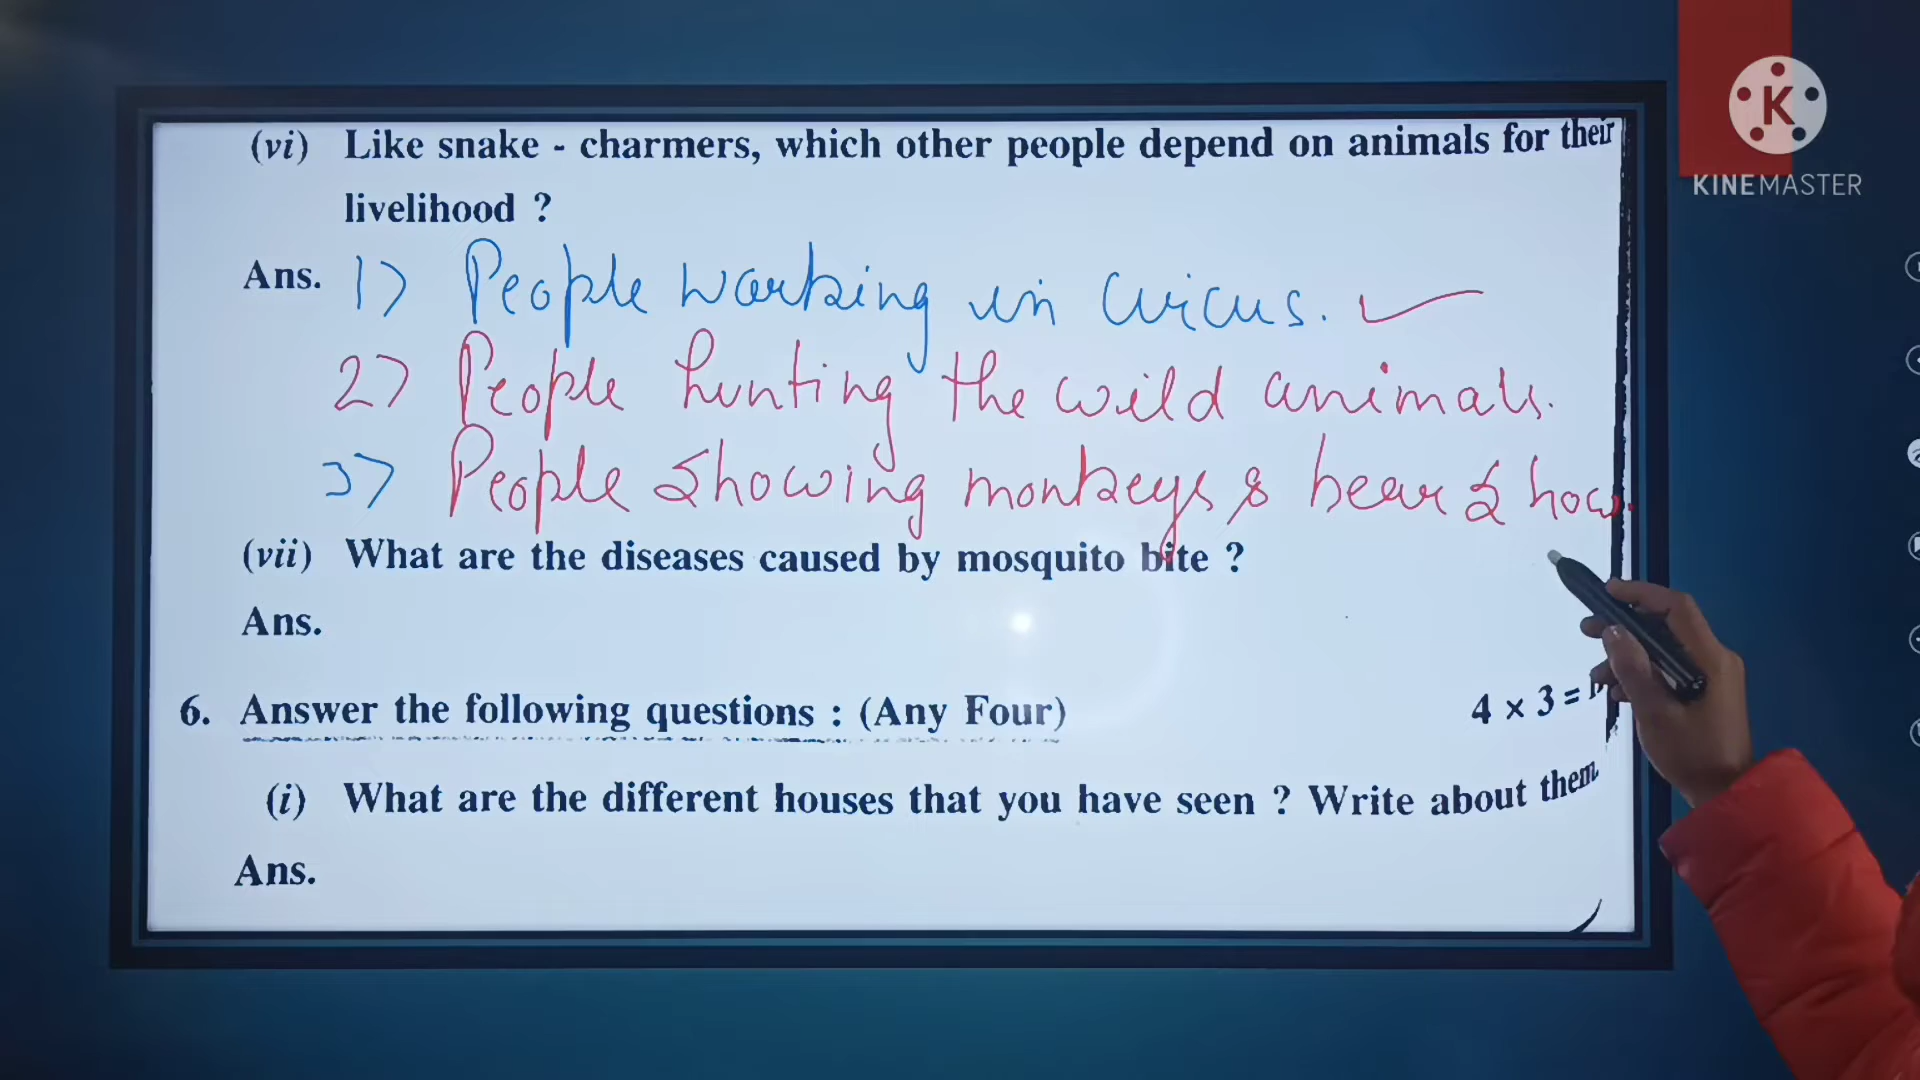 K
KINEMASTER
(vi) Like snake - charmers, which other people depend on animals for their
livelihood ?
Ans. 1) People working in circus.
2) People hunting the wild animals.
3) People showing monkeys & bear show.
(vii) What are the diseases caused by mosquito bite ?
Ans.
6. Answer the following questions : (Any Four) 4 × 3 =
(i) What are the different houses that you have seen ? Write about them.
Ans.